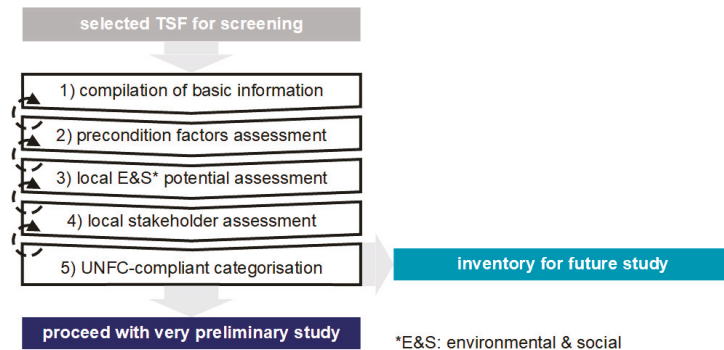 selected TSF for screening
1) compilation of basic information
2) precondition factors assessment
3) local E&S* potential assessment
4) local stakeholder assessment
5) UNFC-compliant categorisation
inventory for future study
proceed with very preliminary study
*E&S: environmental & social